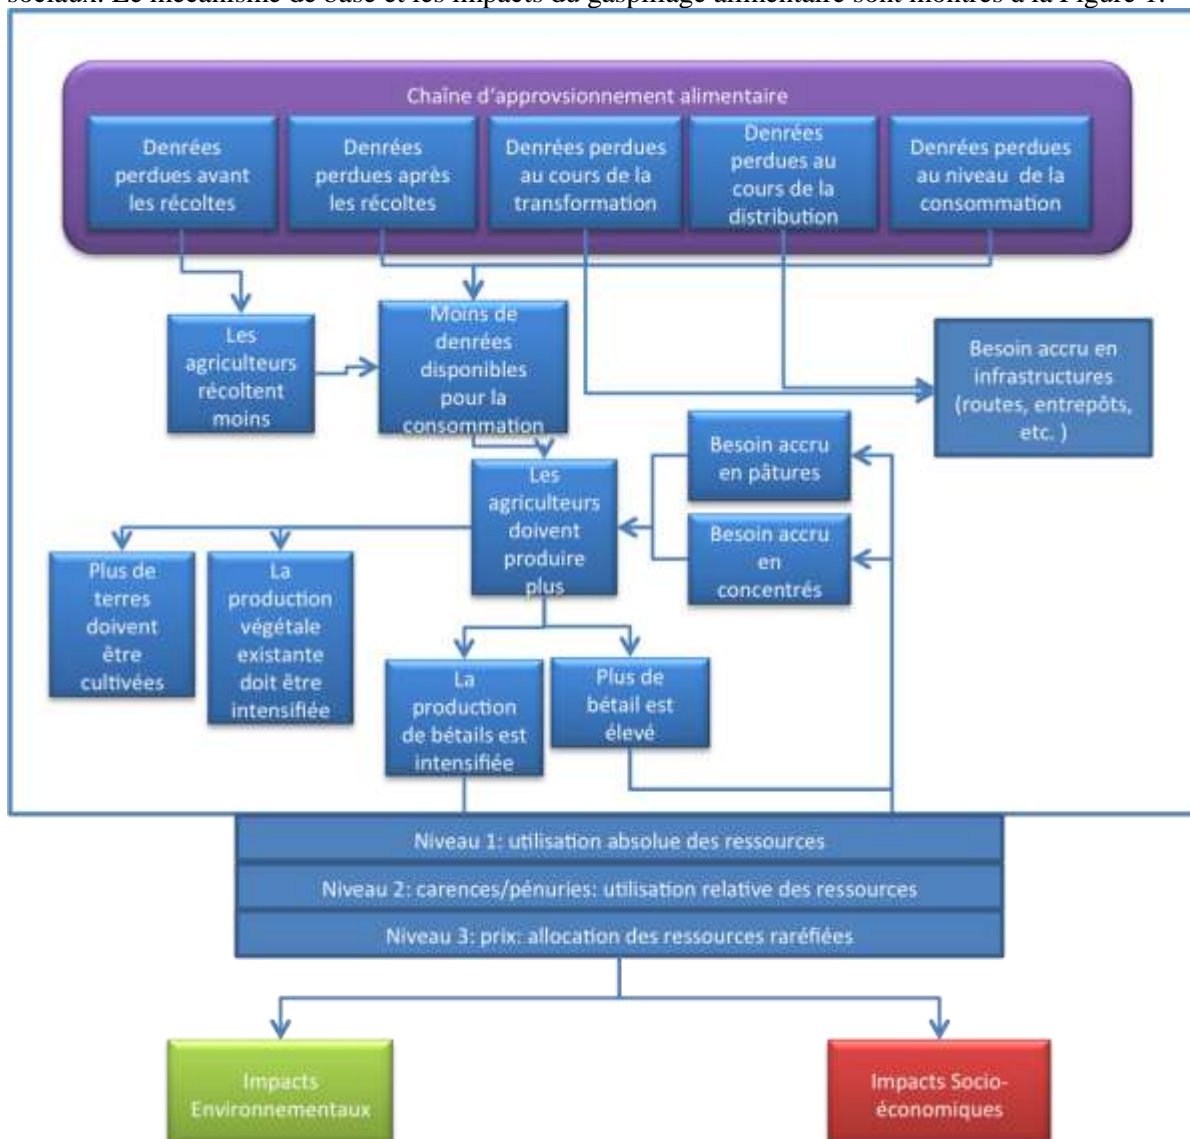 sociaux. Le mécanisme de base et les impacts du gaspillage alimentaire sont montrés à la Figure 1.
Chaîne d'approvsionnement alimentaire
Denrées
perdues avant
les récoltes
Denrées
perdues après
les récoltes
Denrées perdues
au cours de la
transformation
Denrées
perdues au
cours de la
distribution
Denrées perdues
au niveau de la
consommation
Les
agriculteurs
récoltent
moins
Moins de
denrées
disponibles
pour la
consommation
Besoin accru en
infrastructures
(routes, entrepôts,
etc. )
Besoin accru
en pâtures
Les
agriculteurs
doivent
produire
plus
Besoin accru
en
concentrés
Plus de
terres
doivent
être
cultivées
La
production
végétale
existante
doit être
intensifiée
La
production
de bétails est
intensifiée
Plus de
bétail est
élevé
Niveau 1: utilisation absolue des ressources
Niveau 2: carences/pénuries: utilisation relative des ressources
Niveau 3: prix: allocation des ressources raréfiées
Impacts
Environnementaux
Impacts Socio-
économiques